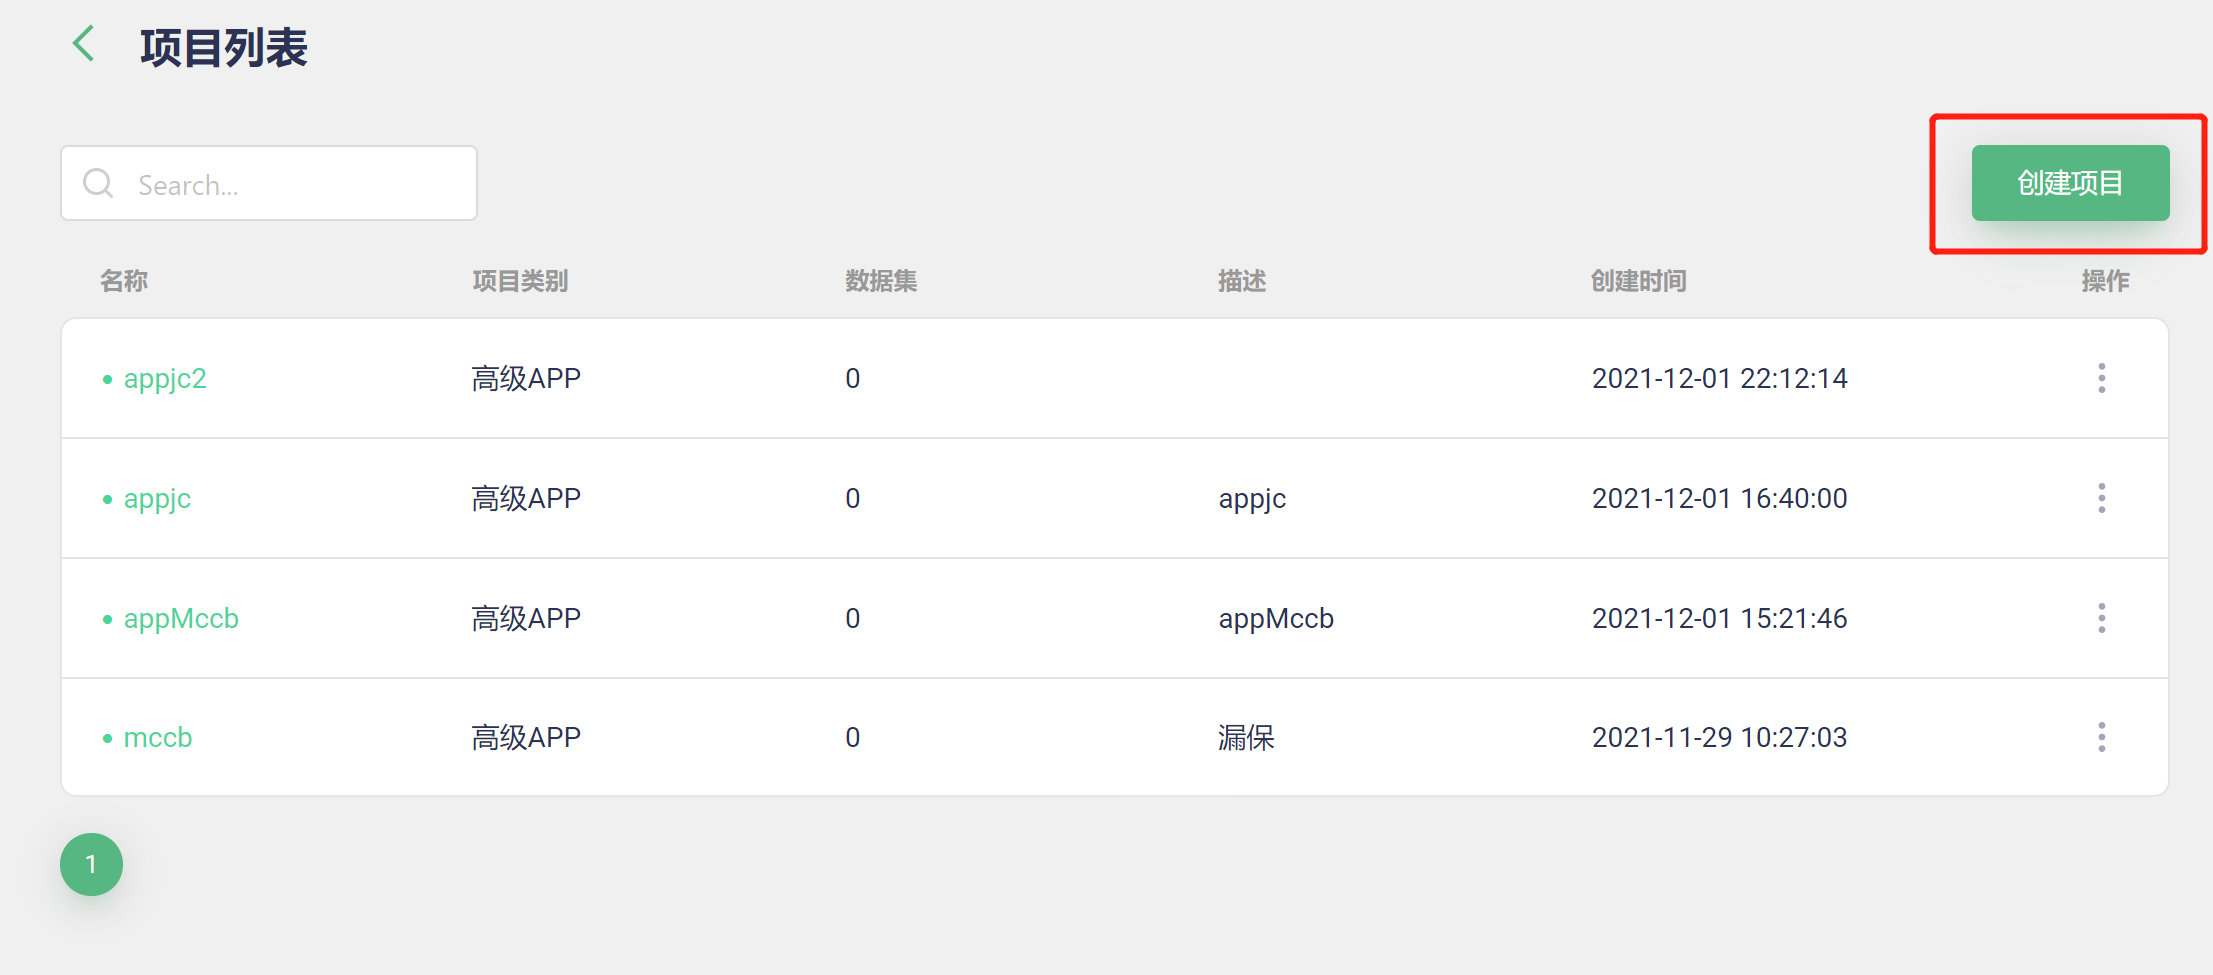 项目列表
Search...
创建项目
名称 项目类别 数据集 描述 创建时间 操作
appjc2 高级APP 0 2021-12-01 22:12:14
appjc 高级APP 0 appjc 2021-12-01 16:40:00
appMccb 高级APP 0 appMccb 2021-12-01 15:21:46
mccb 高级APP 0 漏保 2021-11-29 10:27:03
1